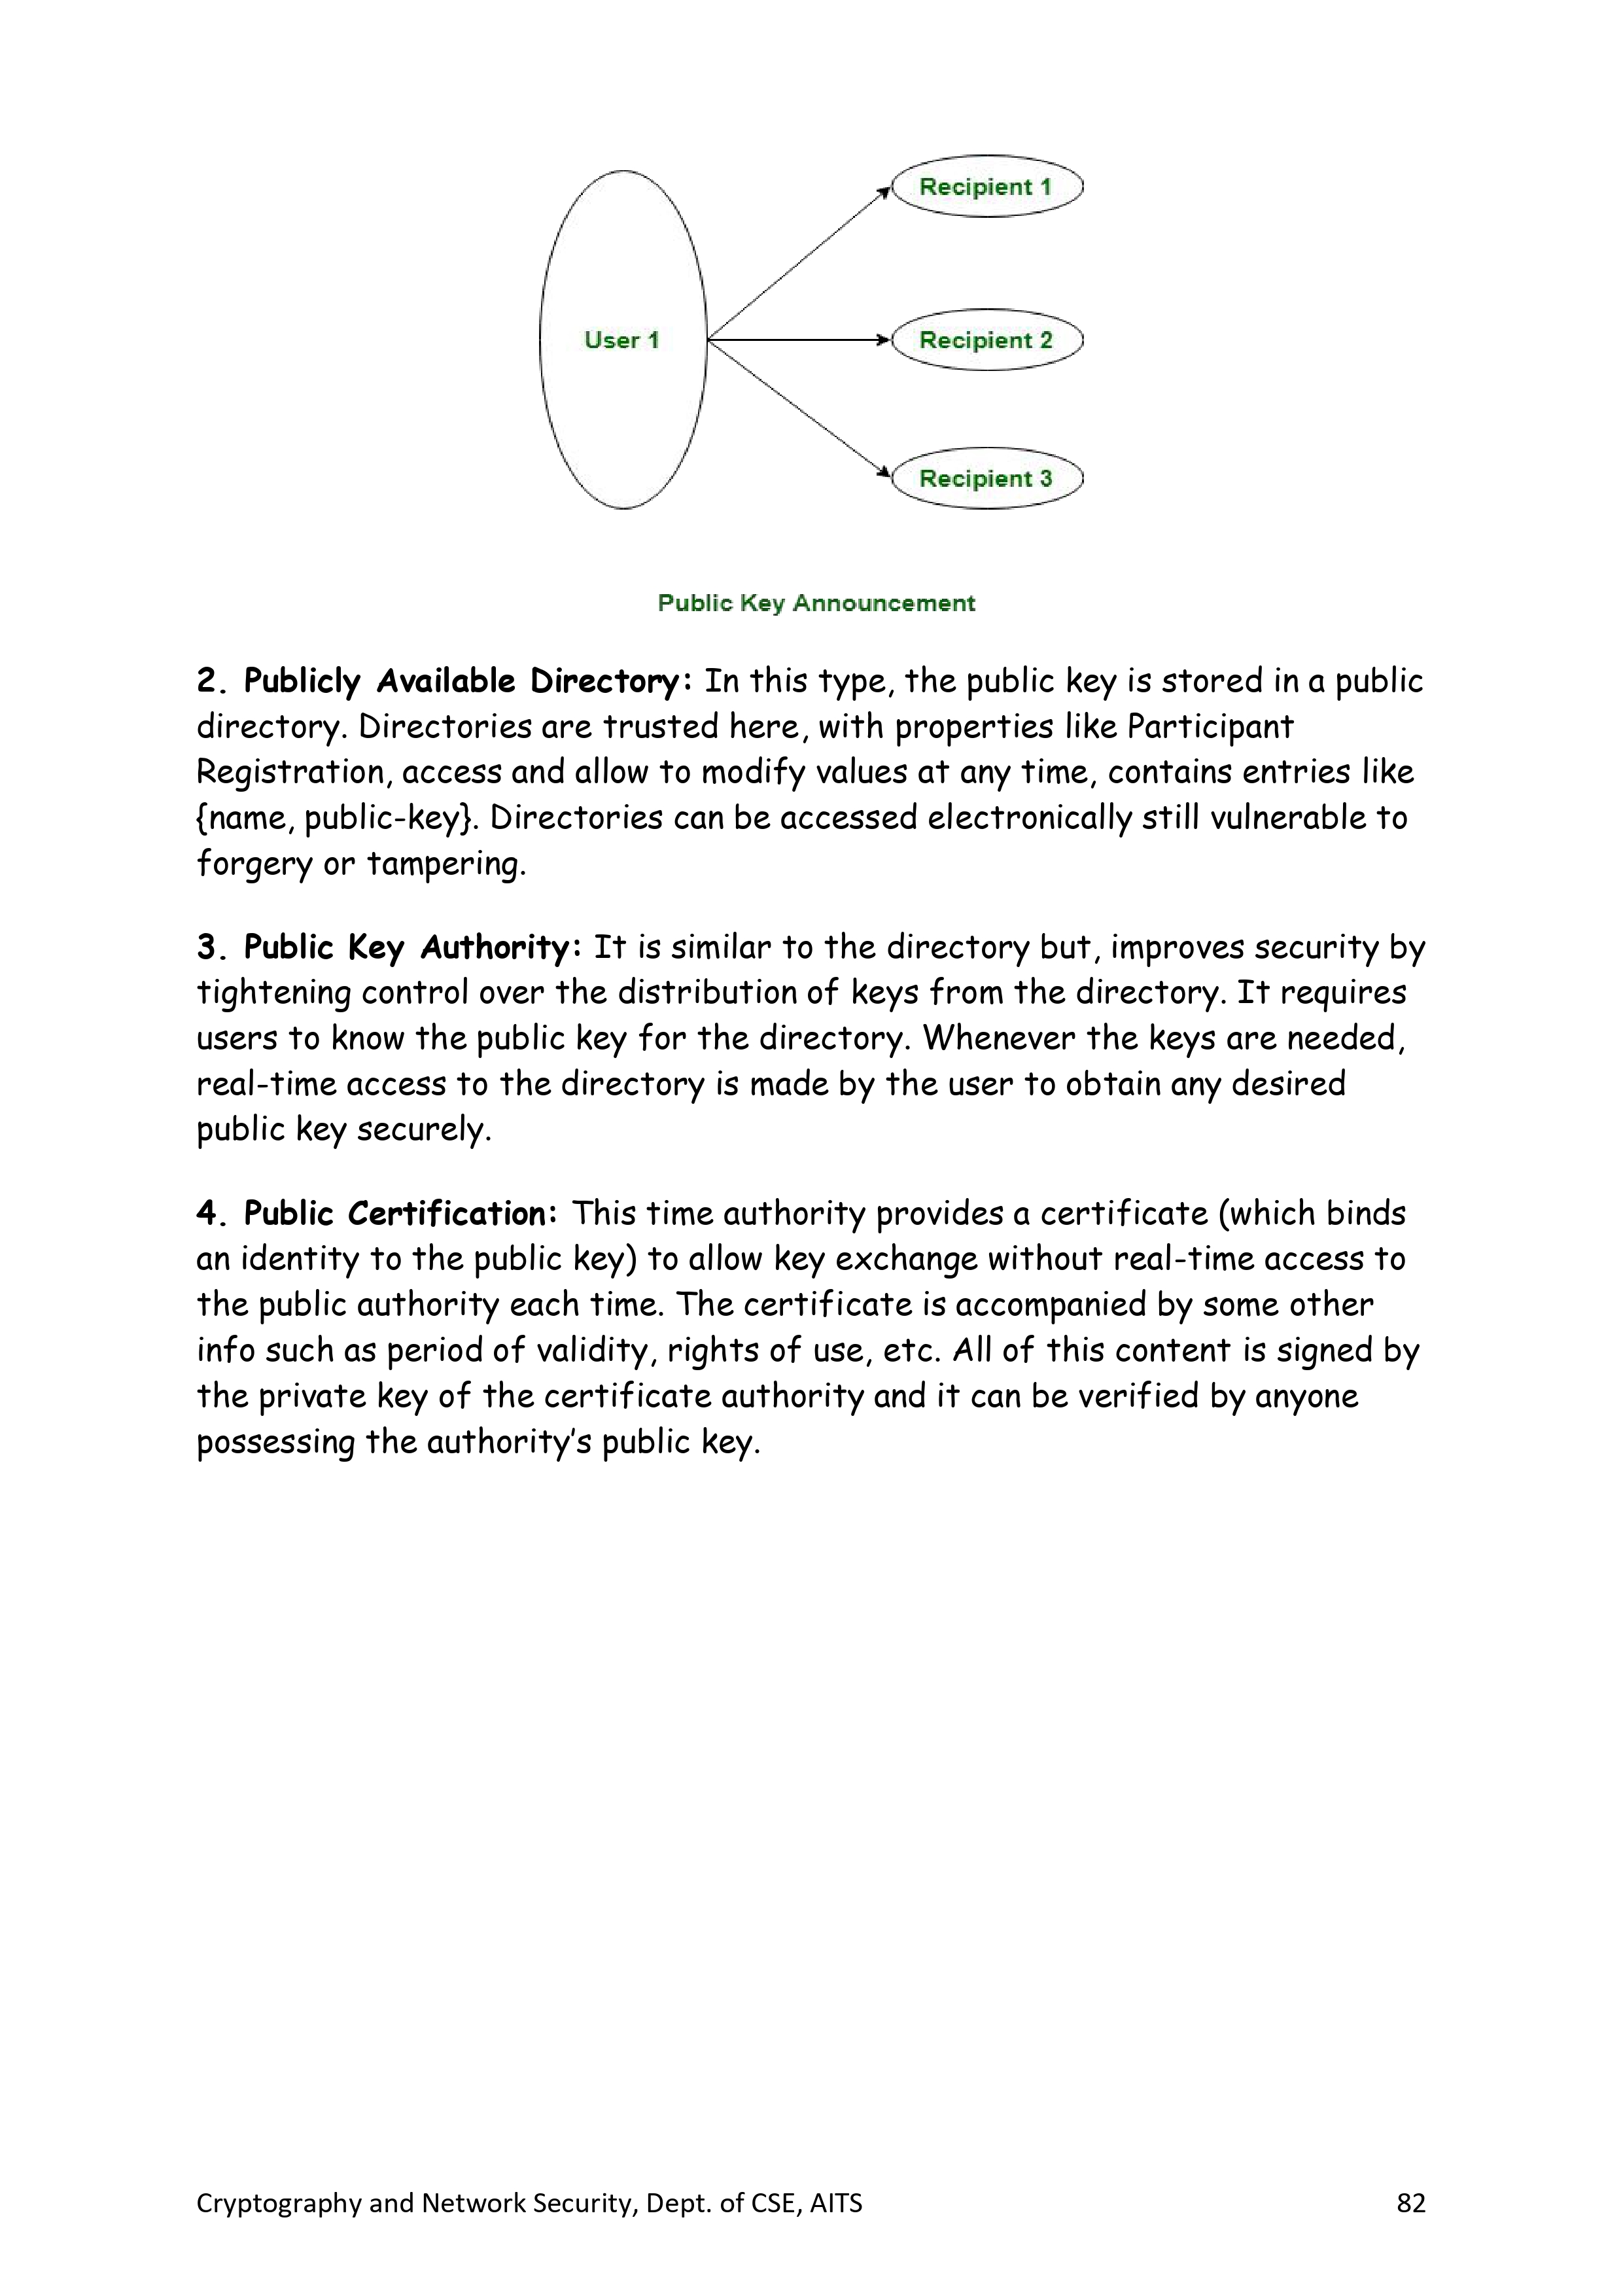 Recipient 1
User 1
Recipient 2
Recipient 3
Public Key Announcement
2. Publicly Available Directory: In this type, the public key is stored in a public
directory. Directories are trusted here, with properties like Participant
Registration, access and allow to modify values at any time, contains entries like
{name, public-key}. Directories can be accessed electronically still vulnerable to
forgery or tampering.
3. Public Key Authority: It is similar to the directory but, improves security by
tightening control over the distribution of keys from the directory. It requires
users to know the public key for the directory. Whenever the keys are needed,
real-time access to the directory is made by the user to obtain any desired
public key securely.
4. Public Certification: This time authority provides a certificate (which binds
an identity to the public key) to allow key exchange without real-time access to
the public authority each time. The certificate is accompanied by some other
info such as period of validity, rights of use, etc. All of this content is signed by
the private key of the certificate authority and it can be verified by anyone
possessing the authority’s public key.
Cryptography and Network Security, Dept. of CSE, AITS 82